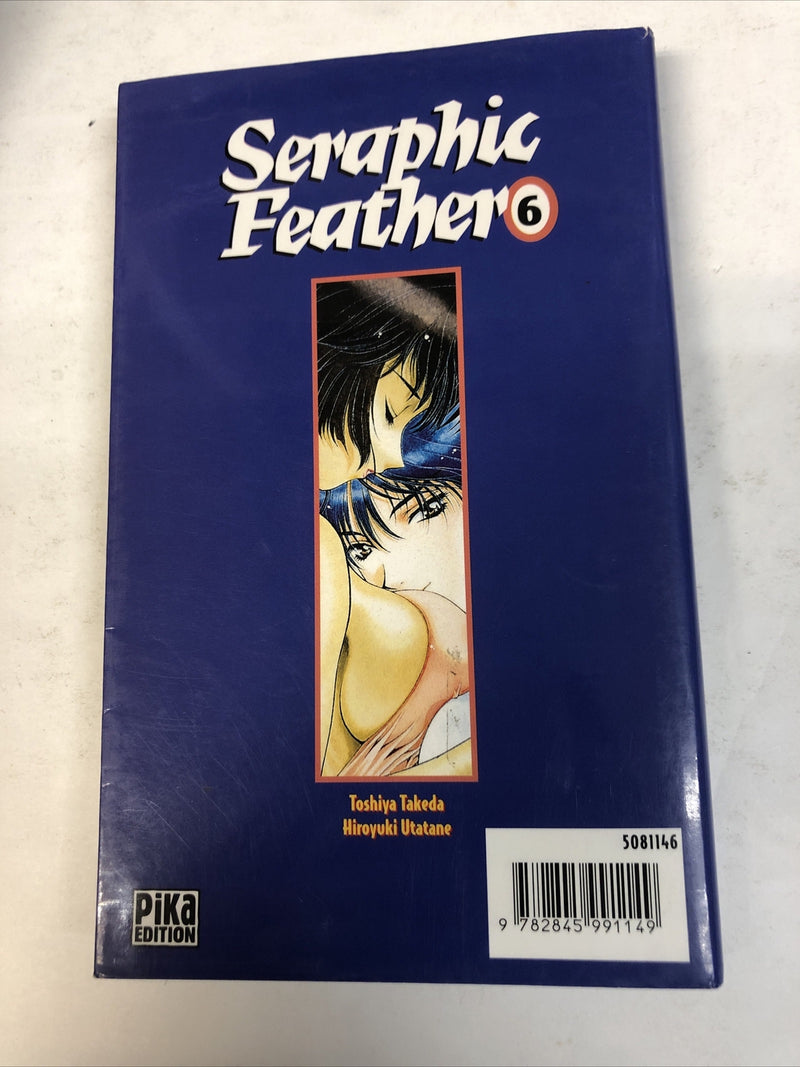 Seraphic
Feather 6
Toshiya Takeda
Hiroyuki Utatane
5081146
9 782845 991149
PiKa
EDITION